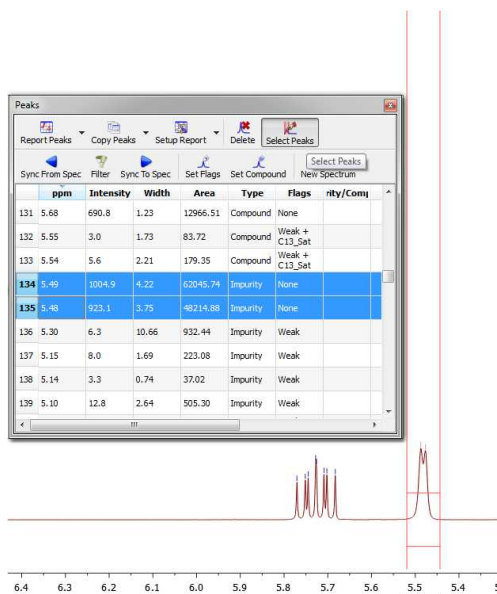 Peaks
Report Peaks Copy Peaks Setup Report Delete Select Peaks
Select Peaks
Sync From Spec Filter Sync To Spec Set Flags Set Compound New Spectrum
ppm Intensity Width Area Type Flags rity/Comp
131 5.68 690.8 1.23 12966.51 Compound None
132 5.55 3.0 1.73 83.72 Compound Weak +
C13_Sat
133 5.54 5.6 2.21 179.35 Compound Weak +
C13_Sat
134 5.49 1004.9 4.22 62045.74 Impurity None
135 5.48 923.1 3.75 48214.88 Impurity None
136 5.30 6.3 10.66 932.44 Impurity Weak
137 5.15 8.0 1.69 223.08 Impurity Weak
138 5.14 3.3 0.74 37.02 Impurity Weak
139 5.10 12.8 2.64 505.30 Impurity Weak
6.4 6.3 6.2 6.1 6.0 5.9 5.8 5.7 5.6 5.5